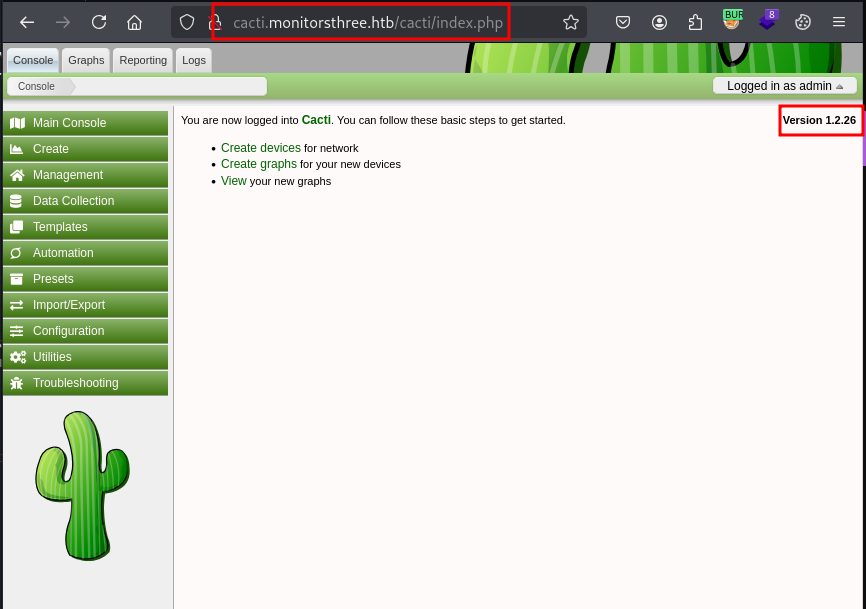 cacti.monitorsthree.htb/cacti/index.php
BUR
8
Console Graphs Reporting Logs
Console
Logged in as admin
Main Console
Create
Management
Data Collection
Templates
Automation
Presets
Import/Export
Configuration
Utilities
Troubleshooting
You are now logged into Cacti. You can follow these basic steps to get started.
Version 1.2.26
Create devices for network
Create graphs for your new devices
View your new graphs